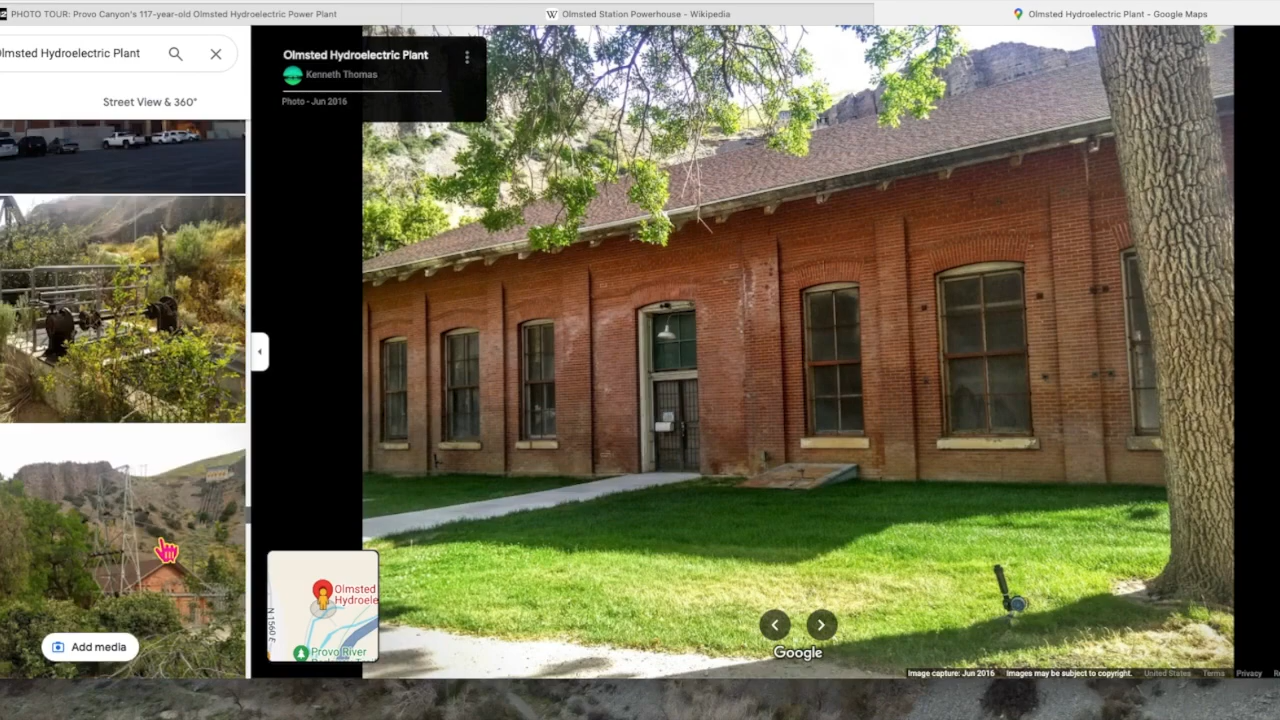 PHOTO TOUR: Provo Canyon's 117-year-old Olmsted Hydroelectric Power Plant
W Olmsted Station Powerhouse - Wikipedia
Olmsted Hydroelectric Plant - Google Maps
lmsted Hydroelectric Plant
Street View & 360°
Olmsted Hydroelectric Plant
Kenneth Thomas
Photo - Jun 2016
Add media
Olmsted
Hydroele
N 1560 E.
Provo River
Google
Image capture: Jun 2016 Images may be subject to copyright. United States Terms Privacy R